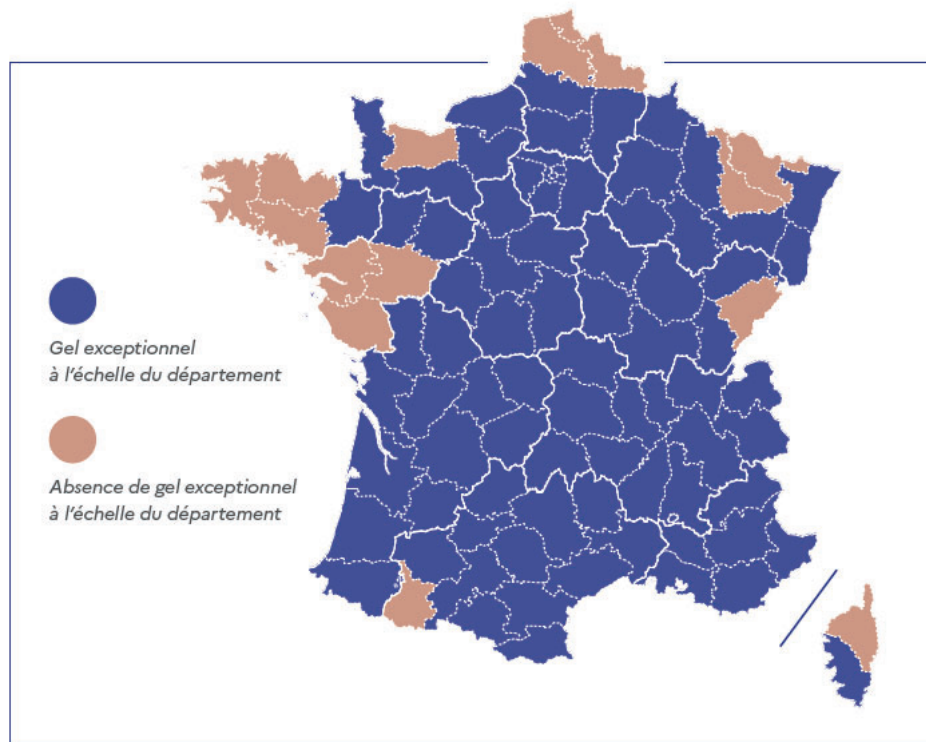 Gel exceptionnel
à l’échelle du département
Absence de gel exceptionnel
à l’échelle du département